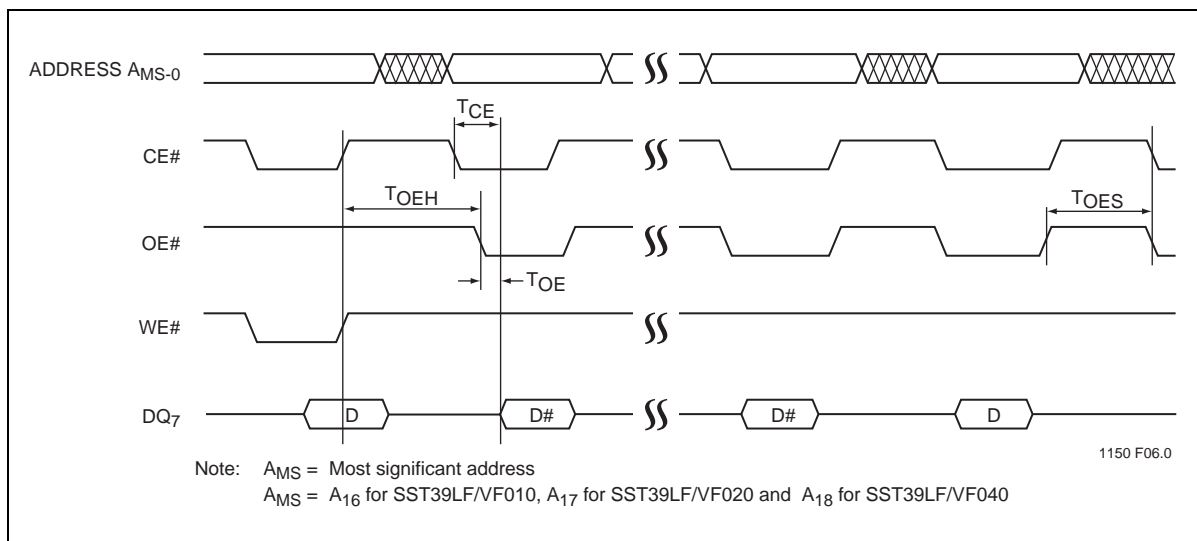 ADDRESS AMS-0
TCE
CE#
TOEH
TOES
OE#
TOE
WE#
DQ7
D
D#
D#
D
1150 F06.0
Note: AMS = Most significant address
AMS = A16 for SST39LF/VF010, A17 for SST39LF/VF020 and A18 for SST39LF/VF040